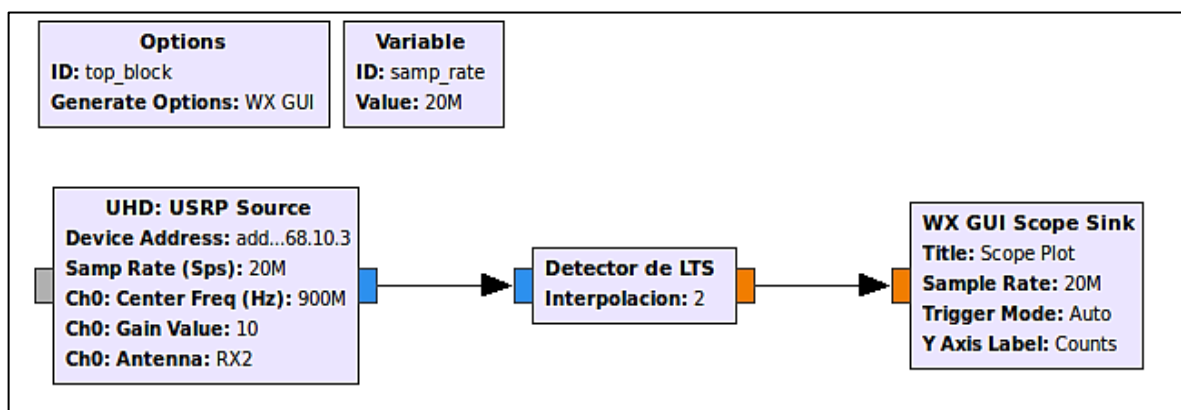 Options
ID: top_block
Generate Options: WX GUI
Variable
ID: samp_rate
Value: 20M
UHD: USRP Source
Device Address: add...68.10.3
Samp Rate (Sps): 20M
Ch0: Center Freq (Hz): 900M
Ch0: Gain Value: 10
Ch0: Antenna: RX2
Detector de LTS
Interpolacion: 2
WX GUI Scope Sink
Title: Scope Plot
Sample Rate: 20M
Trigger Mode: Auto
Y Axis Label: Counts